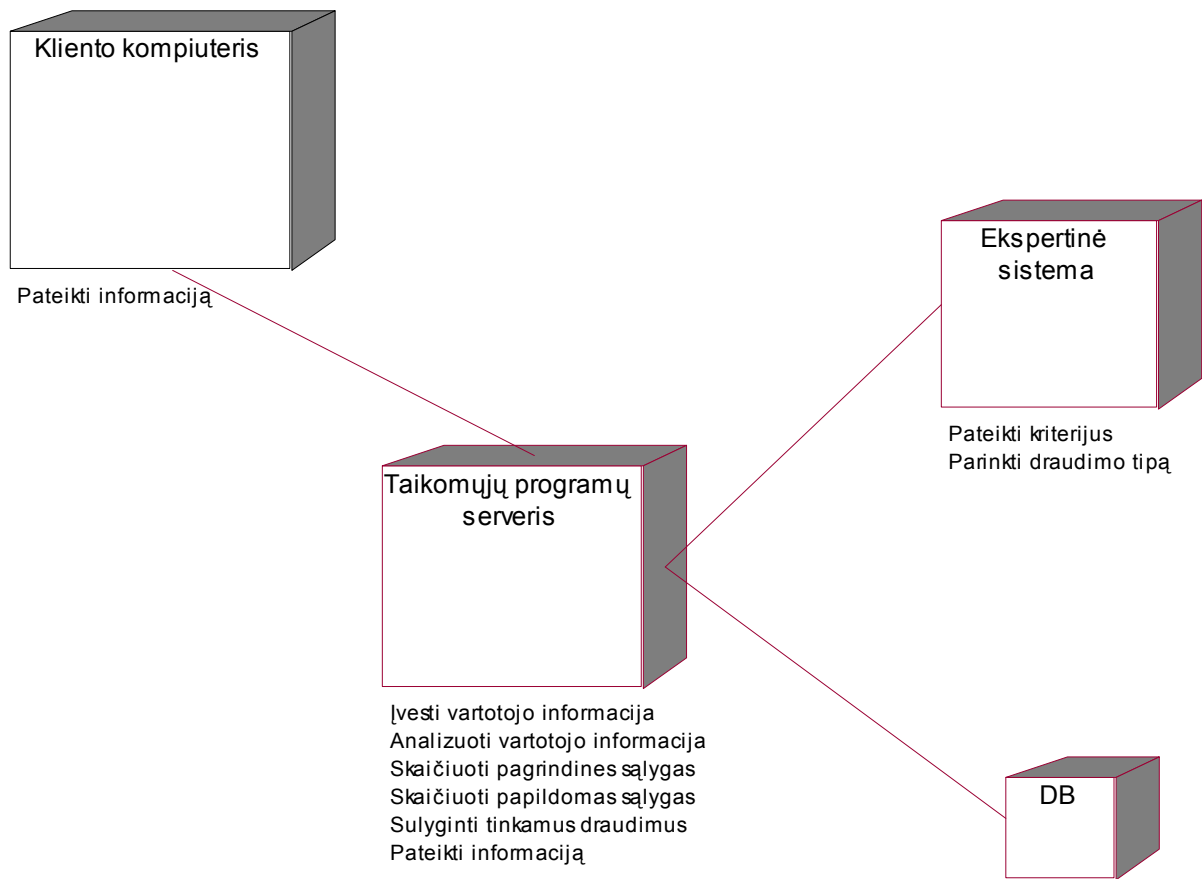 Kliento kompiuteris
Pateikti informaciją
Ekspertinė
sistema
Pateikti kriterijus
Parinkti draudimo tipą
Taikomųjų programų
serveris
Įvesti vartotojo informacija
Analizuoti vartotojo informacija
Skaičiuoti pagrindines sąlygas
Skaičiuoti papildomas sąlygas
Sulyginti tinkamus draudimus
Pateikti informaciją
DB